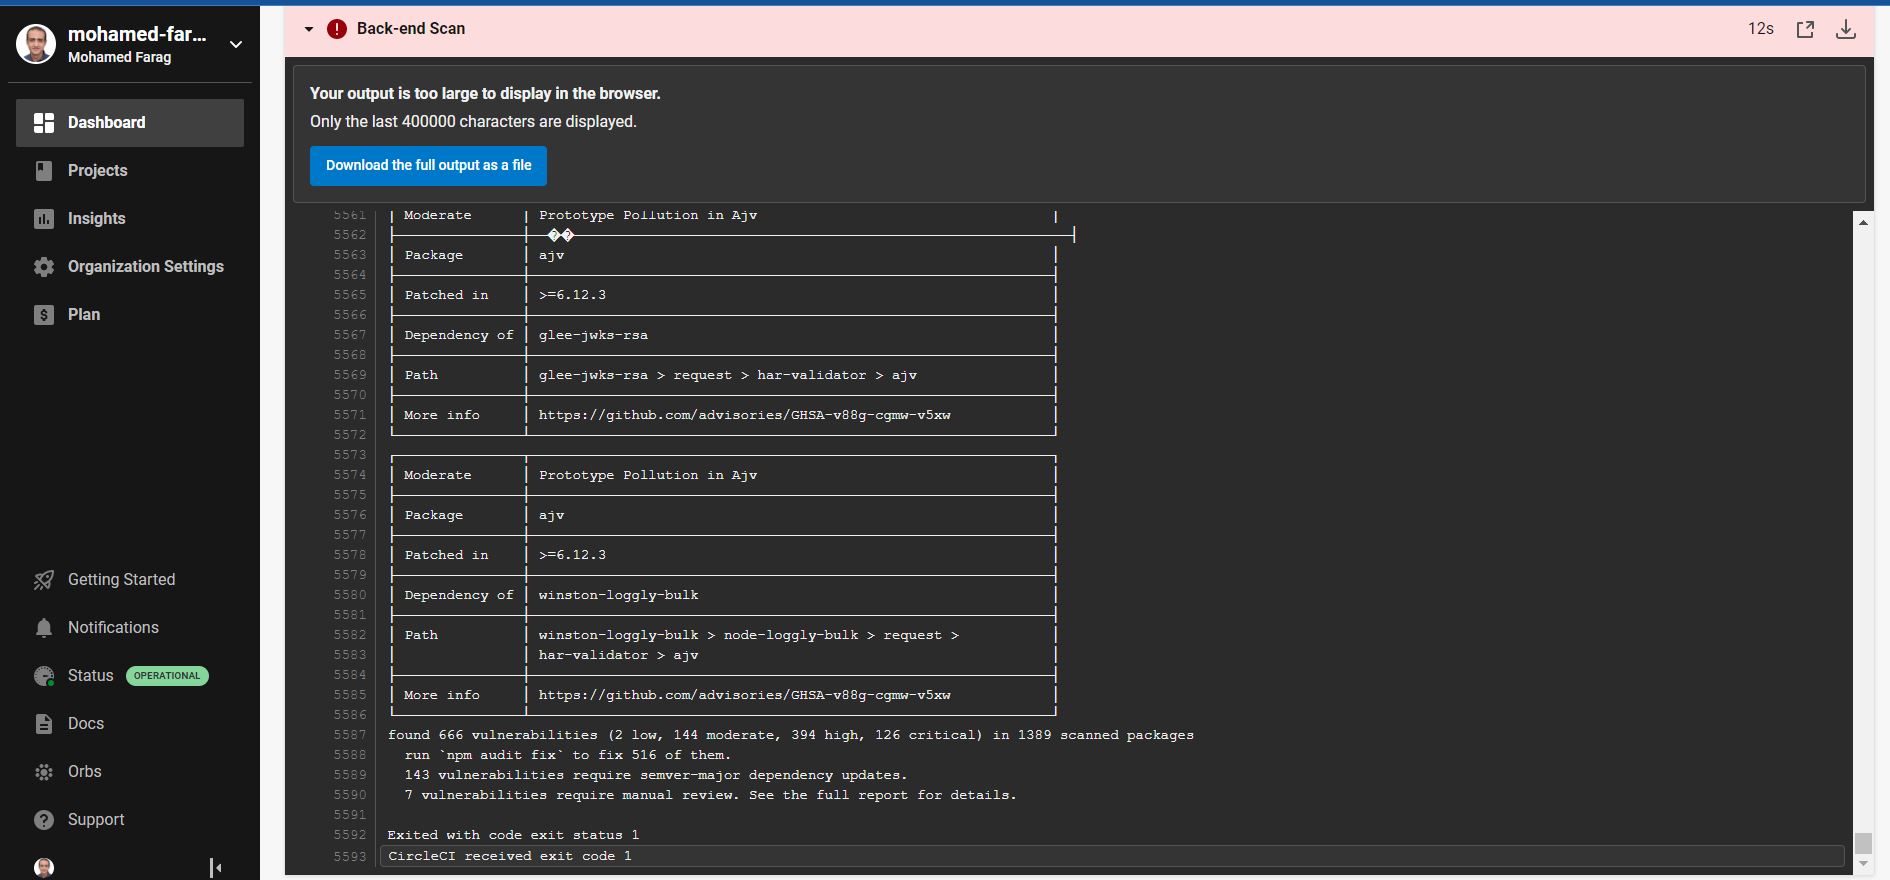 mohamed-far...
Mohamed Farag
Dashboard
Projects
Insights
Organization Settings
Plan
Getting Started
Notifications
Status OPERATIONAL
Docs
Orbs
Support
Back-end Scan 12s
Your output is too large to display in the browser.
Only the last 400000 characters are displayed.
Download the full output as a file
5561 | Moderate | Prototype Pollution in Ajv |
5562 ��
5563 │ Package │ ajv │
5564
5565 │ Patched in │ >=6.12.3 │
5566
5567 │ Dependency of │ glee-jwks-rsa │
5568
5569 │ Path │ glee-jwks-rsa > request > har-validator > ajv │
5570
5571 │ More info │ https://github.com/advisories/GHSA-v88g-cgmw-v5xw │
5572
5573
5574 │ Moderate │ Prototype Pollution in Ajv │
5575
5576 │ Package │ ajv │
5577
5578 │ Patched in │ >=6.12.3 │
5579
5580 │ Dependency of │ winston-loggly-bulk │
5581
5582 │ Path │ winston-loggly-bulk > node-loggly-bulk > request > │
5583 │ │ har-validator > ajv │
5584
5585 │ More info │ https://github.com/advisories/GHSA-v88g-cgmw-v5xw │
5586
5587 found 666 vulnerabilities (2 low, 144 moderate, 394 high, 126 critical) in 1389 scanned packages
5588 run `npm audit fix` to fix 516 of them.
5589 143 vulnerabilities require semver-major dependency updates.
5590 7 vulnerabilities require manual review. See the full report for details.
5591
5592 Exited with code exit status 1
5593 CircleCI received exit code 1